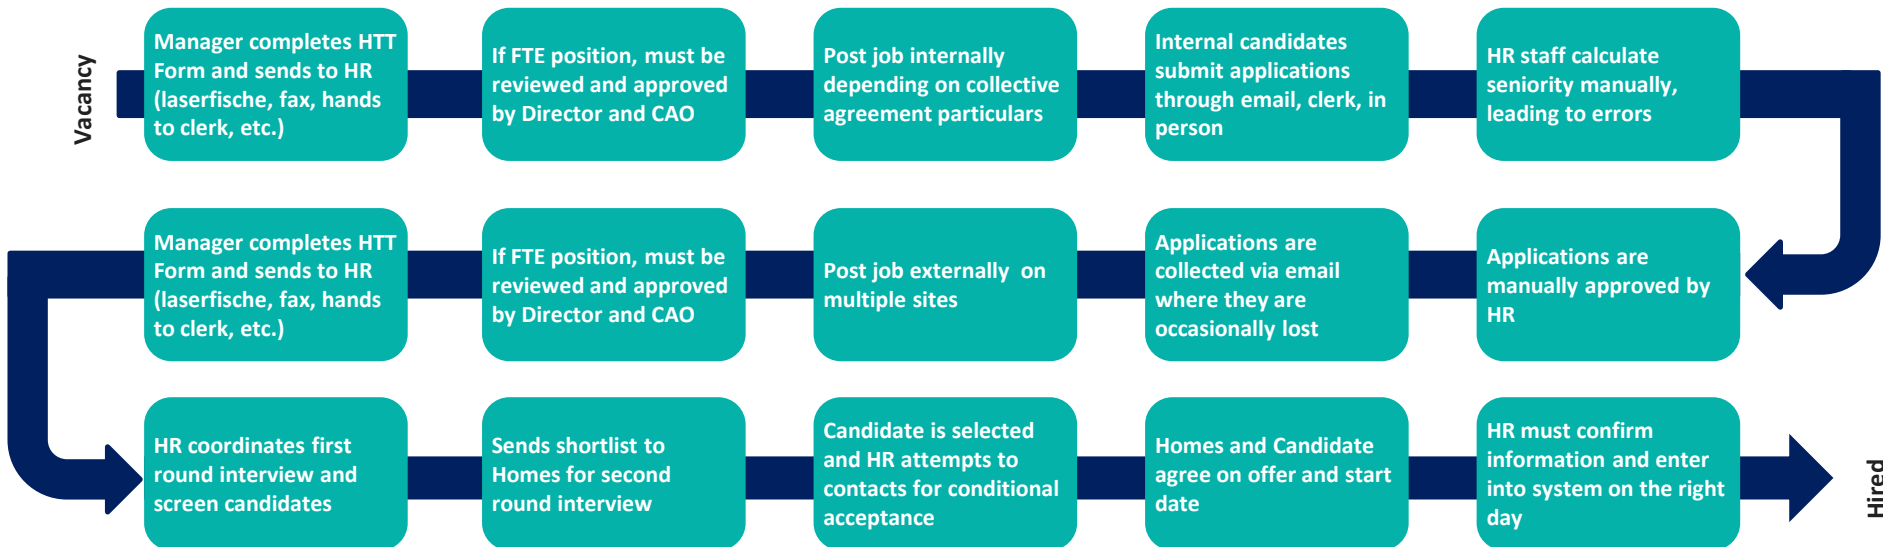 Vacancy
Manager completes HTT
Form and sends to HR
(laserfische, fax, hands
to clerk, etc.)
If FTE position, must be
reviewed and approved
by Director and CAO
Post job internally
depending on collective
agreement particulars
Internal candidates
submit applications
through email, clerk, in
person
HR staff calculate
seniority manually,
leading to errors
Manager completes HTT
Form and sends to HR
(laserfische, fax, hands
to clerk, etc.)
If FTE position, must be
reviewed and approved
by Director and CAO
Post job externally on
multiple sites
Applications are
collected via email
where they are
occasionally lost
Applications are
manually approved by
HR
HR coordinates first
round interview and
screen candidates
Sends shortlist to
Homes for second
round interview
Candidate is selected
and HR attempts to
contacts for conditional
acceptance
Homes and Candidate
agree on offer and start
date
HR must confirm
information and enter
into system on the right
day
Hired